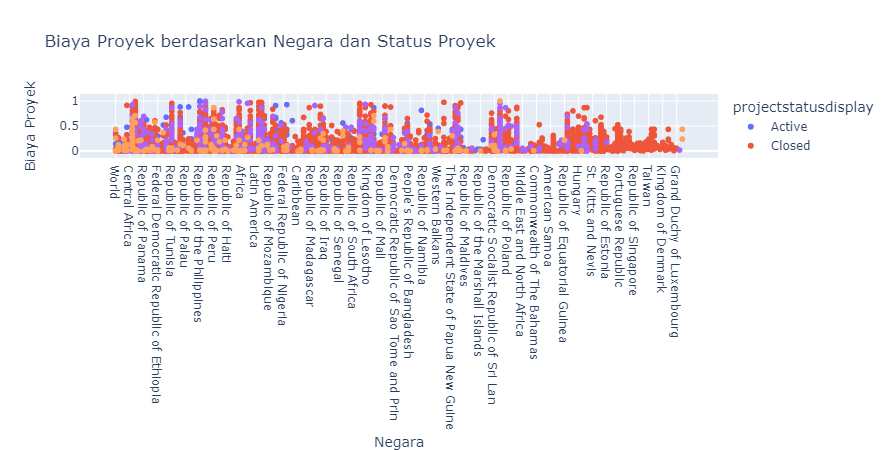 Biaya Proyek berdasarkan Negara dan Status Proyek
Biaya Proyek
1
0.5
0
projectstatusdisplay
Active
Closed
World
Central Africa
Republic of Panama
Federal Democratic Republic of Ethiopia
Republic of Tunisia
Republic of Palau
Republic of the Philippines
Republic of Peru
Republic of Haiti
Africa
Latin America
Republic of Mozambique
Federal Republic of Nigeria
Caribbean
Republic of Madagascar
Republic of Iraq
Republic of Senegal
Republic of South Africa
Kingdom of Lesotho
Republic of Mali
Democratic Republic of Sao Tome and Prin
People's Republic of Bangladesh
Republic of Namibia
Western Balkans
The Independent State of Papua New Guine
Republic of Maldives
Republic of the Marshall Islands
Democratic Socialist Republic of Sri Lan
Republic of Poland
Middle East and North Africa
Commonwealth of The Bahamas
American Samoa
Republic of Equatorial Guinea
Hungary
St. Kitts and Nevis
Republic of Estonia
Portuguese Republic
Republic of Singapore
Taiwan
Kingdom of Denmark
Grand Duchy of Luxembourg
Negara